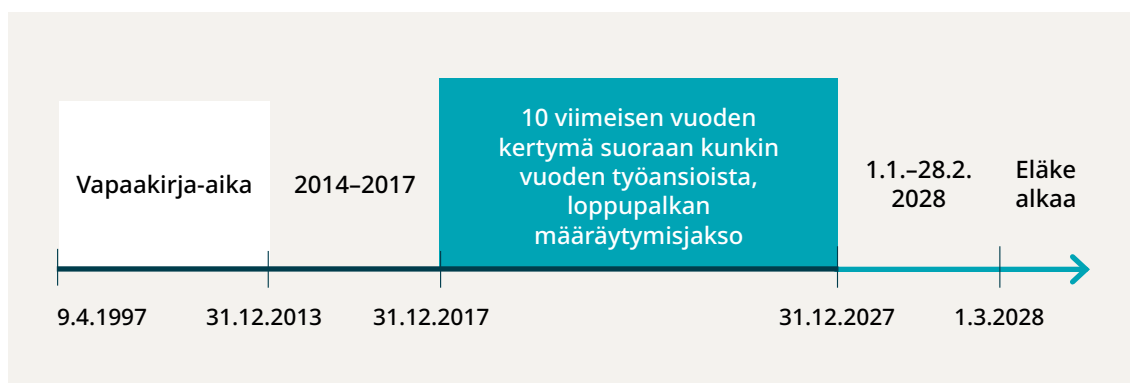 Vapaakirja-aika
2014–2017
10 viimeisen vuoden
kertymä suoraan kunkin
vuoden työansioista,
loppupalkan
määräytymisjakso
1.1.–28.2.
2028
Eläke
alkaa
9.4.1997
31.12.2013
31.12.2017
31.12.2027
1.3.2028